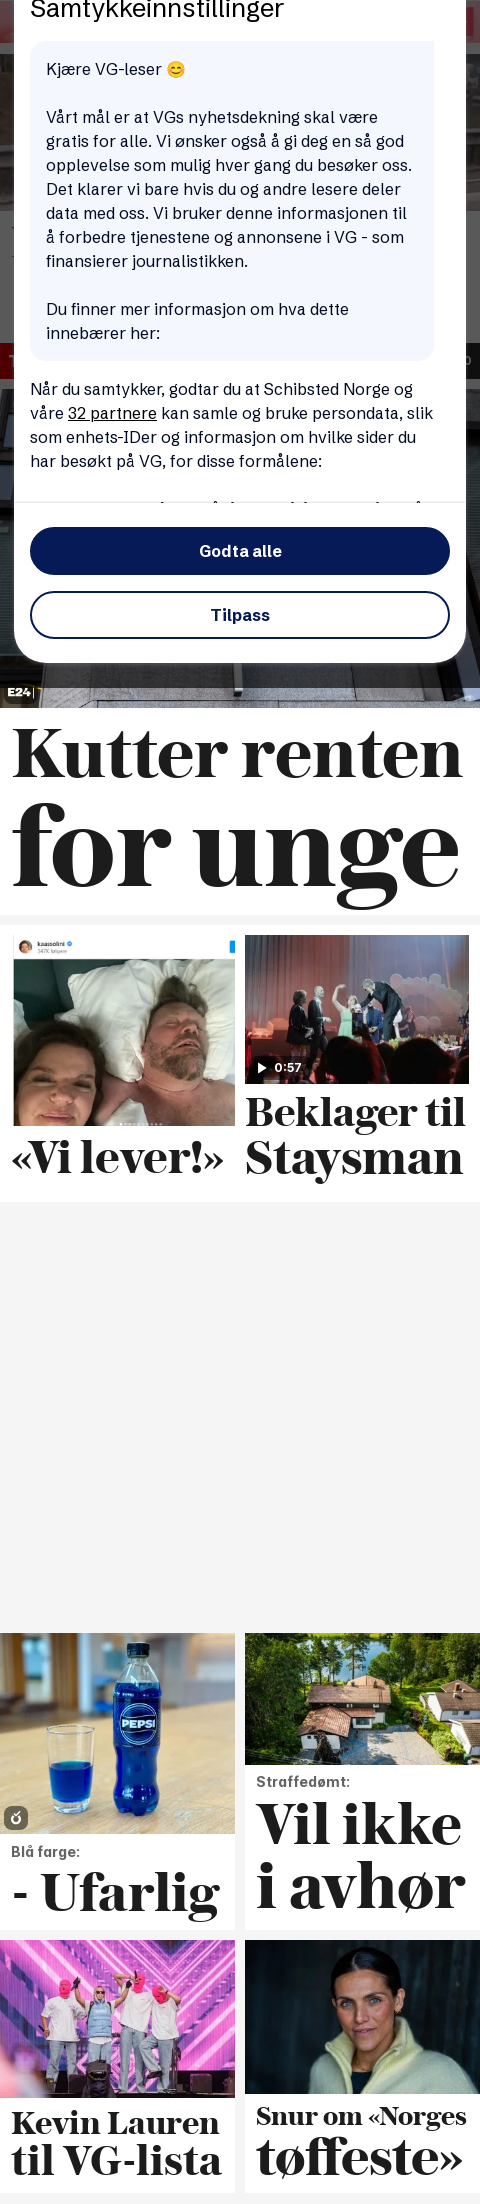 Samtykkeinnstillinger
Kjære VG-leser 😊
Vårt mål er at VGs nyhetsdekning skal være
gratis for alle. Vi ønsker også å gi deg en så god
opplevelse som mulig hver gang du besøker oss.
Det klarer vi bare hvis du og andre lesere deler
data med oss. Vi bruker denne informasjonen til
å forbedre tjenestene og annonsene i VG - som
finansierer journalistikken.
Du finner mer informasjon om hva dette
innebærer her:
Når du samtykker, godtar du at Schibsted Norge og
våre 32 partnere kan samle og bruke persondata, slik
som enhets-IDer og informasjon om hvilke sider du
har besøkt på VG, for disse formålene:
Godta alle
Tilpass
E24
Kutter renten
for unge
kaassolini
347K følgere
«Vi lever!»
0:57
Beklager til
Staysman
PEPSI
Blå farge:
- Ufarlig
Straffedømt:
Vil ikke
i avhør
Kevin Lauren
til VG-lista
Snur om «Norges
tøffeste»